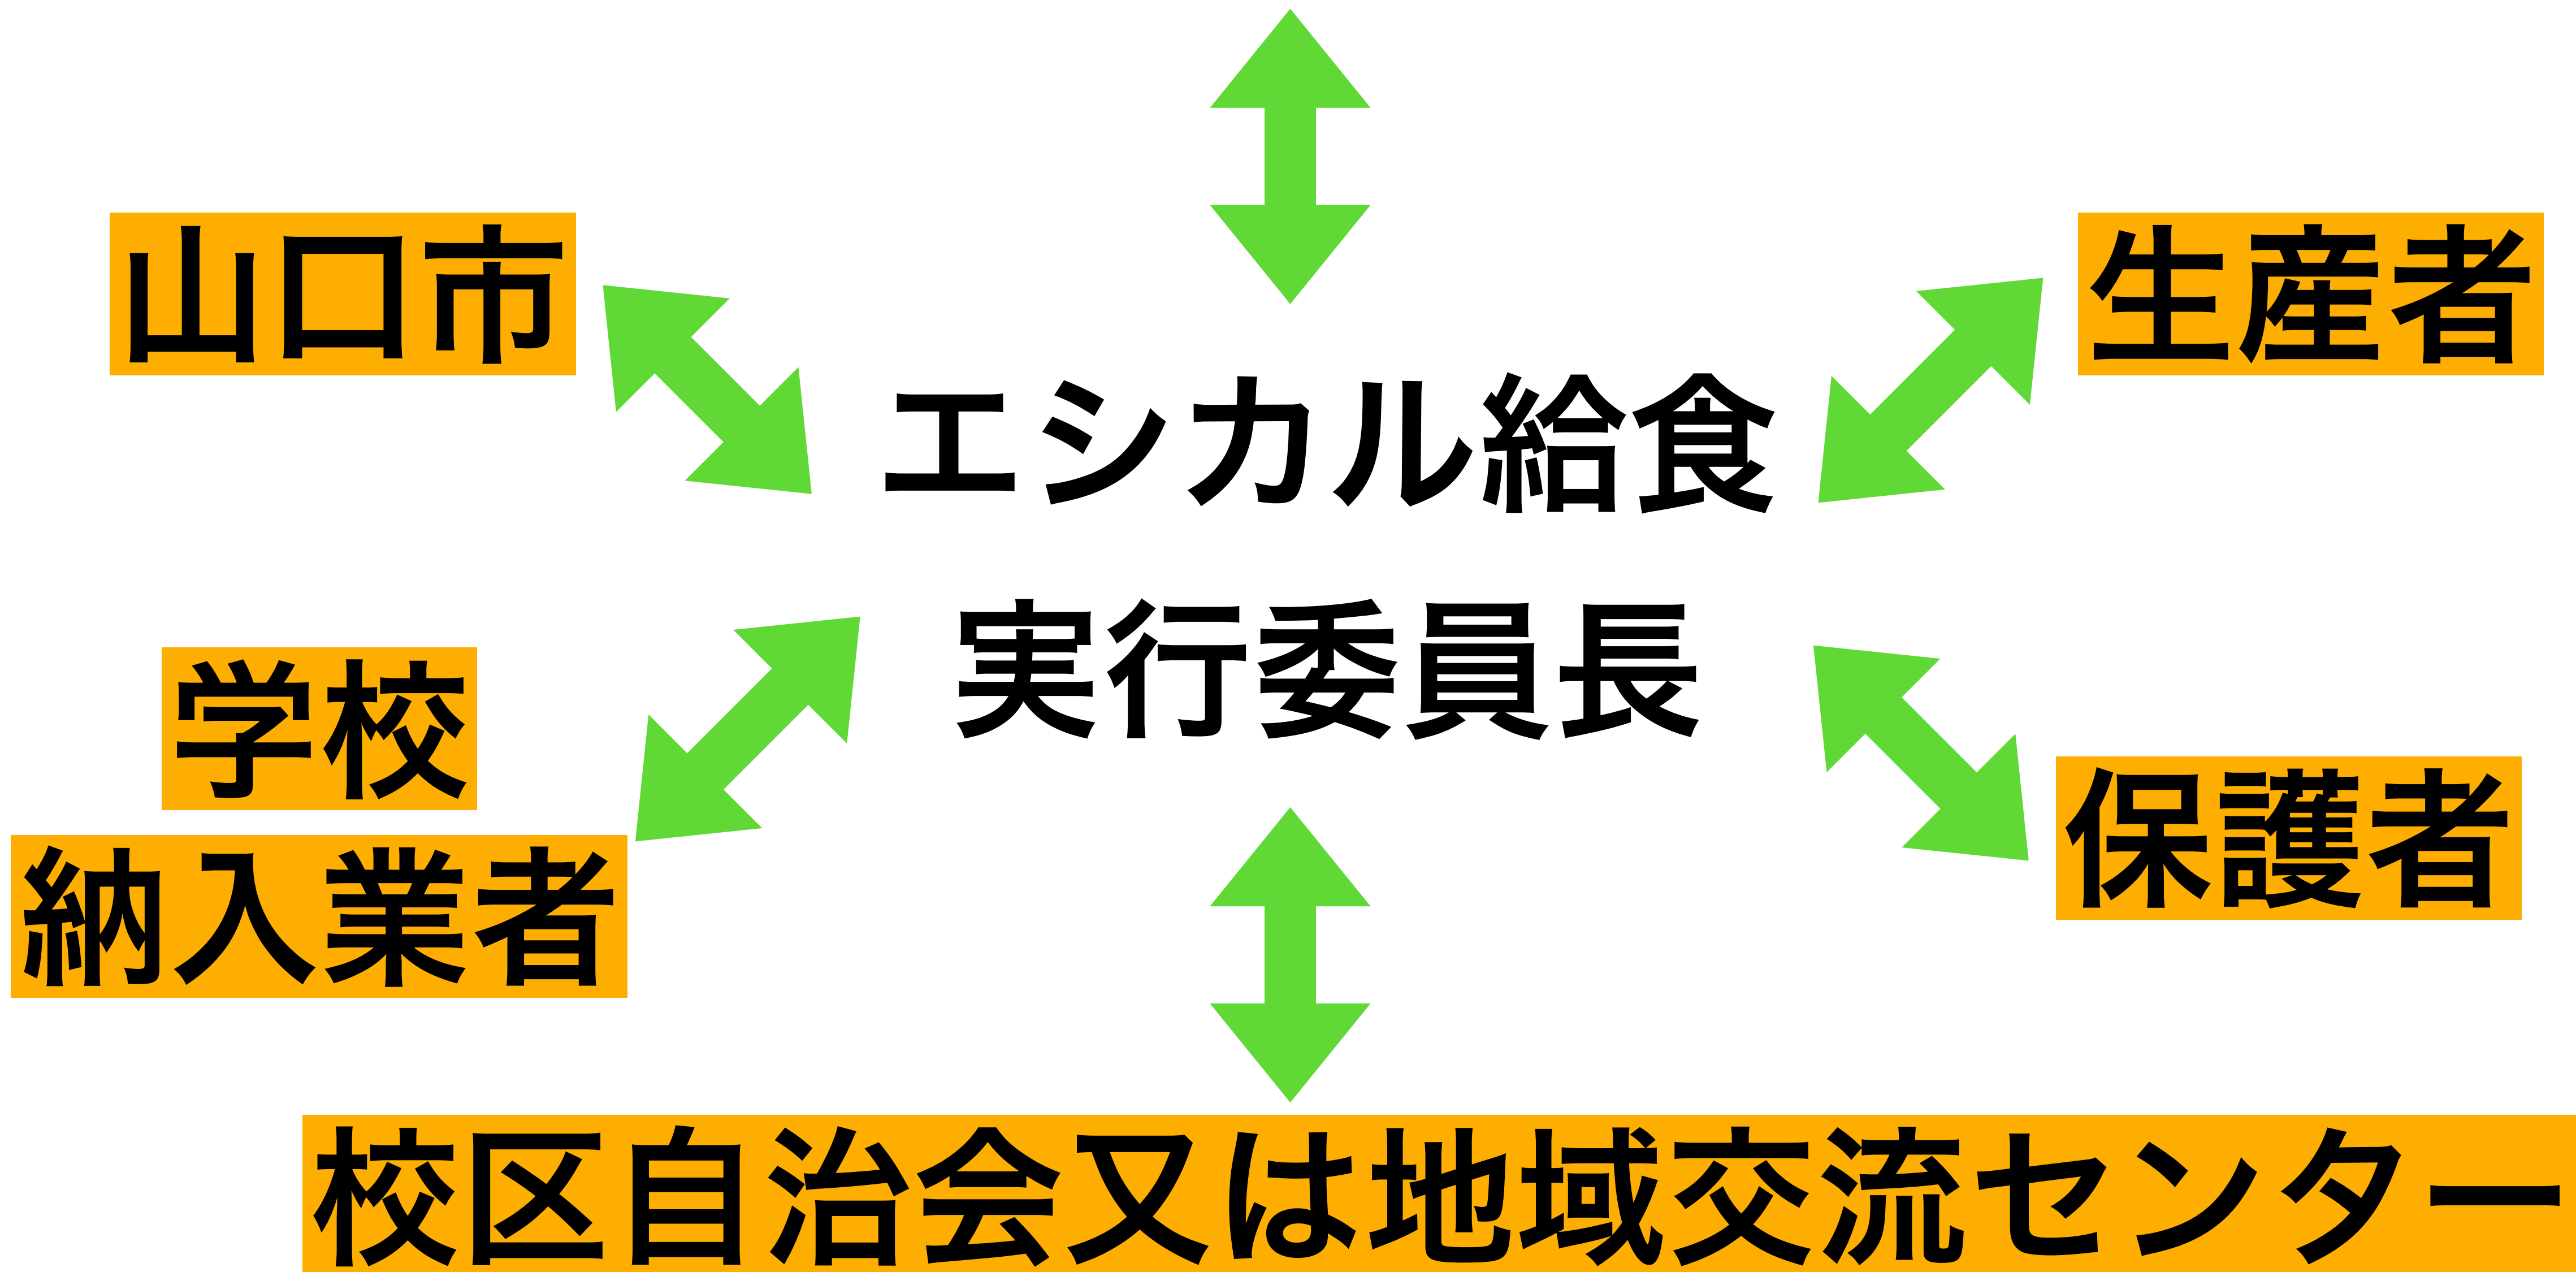 山口市
生産者
エシカル給食
実行委員長
学校
納入業者
保護者
校区自治会又は地域交流センター